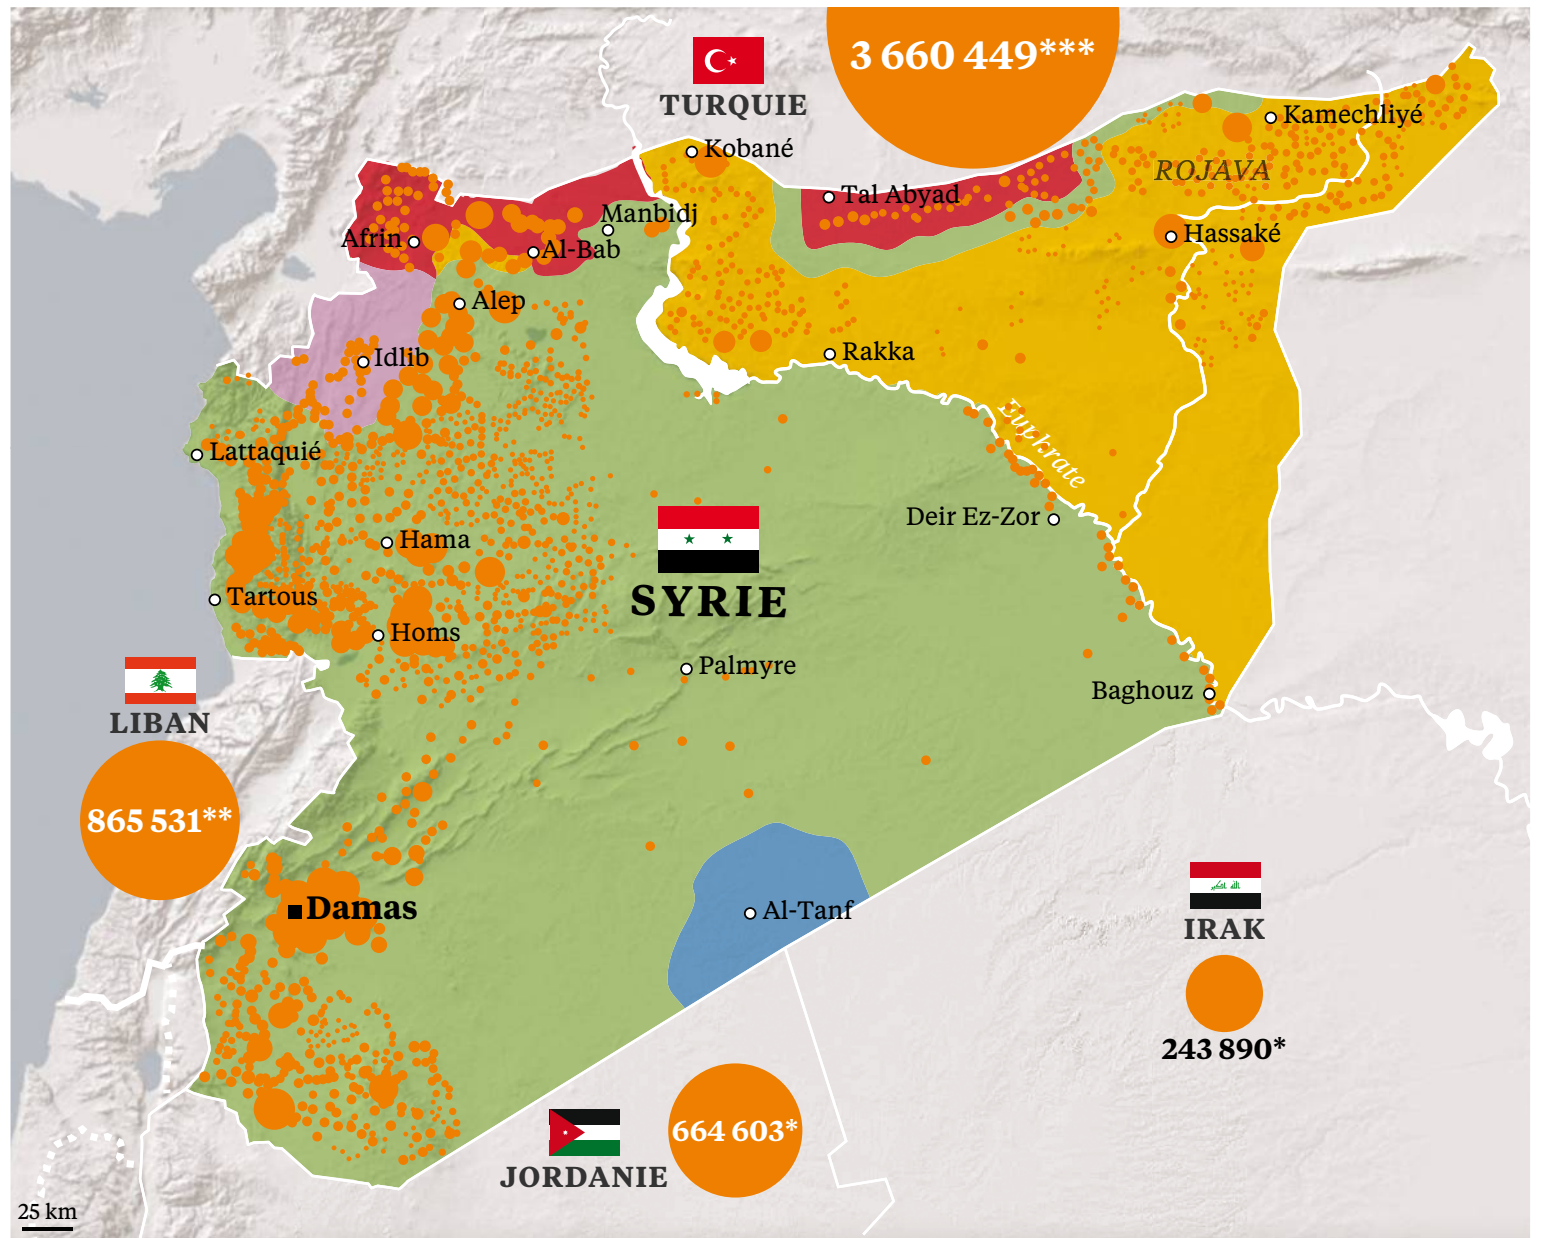 3 660 449***
TURQUIE
Kamechliyé
Kobané
ROJAVA
Tal Abyad
Manbidj
Afrin
Al-Bab
Hassaké
Alep
Rakka
Idlib
Euphrate
Lattaquié
Deir Ez-Zor
Hama
SYRIE
Tartous
Homs
Palmyre
Baghouz
LIBAN
865 531**
Damas
Al-Tanf
IRAK
243 890*
664 603*
JORDANIE
25 km